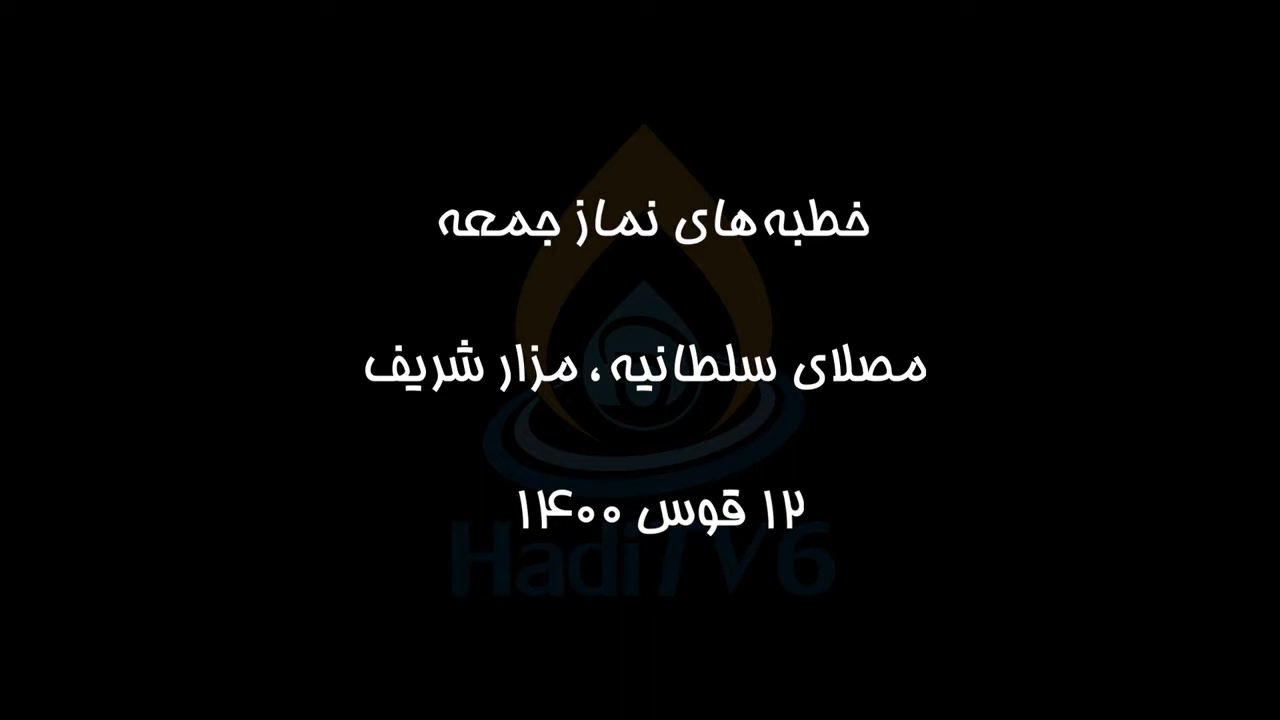 خطبه‌های نماز جمعه
مصلای سلطانیه، مزار شریف
۱۲ قوس ۱۴۰۰
HadiTV6